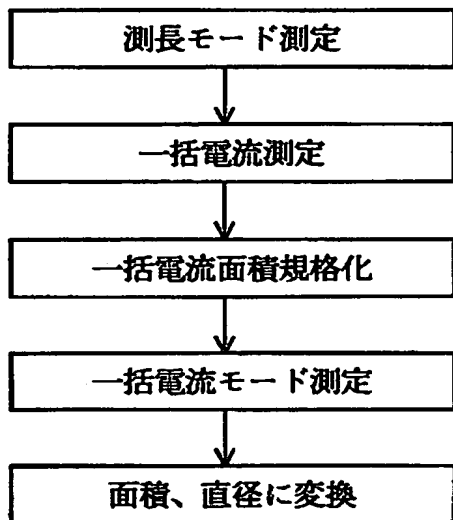 測長モード測定
一括電流測定
一括電流面積規格化
一括電流モード測定
面積、直径に変換